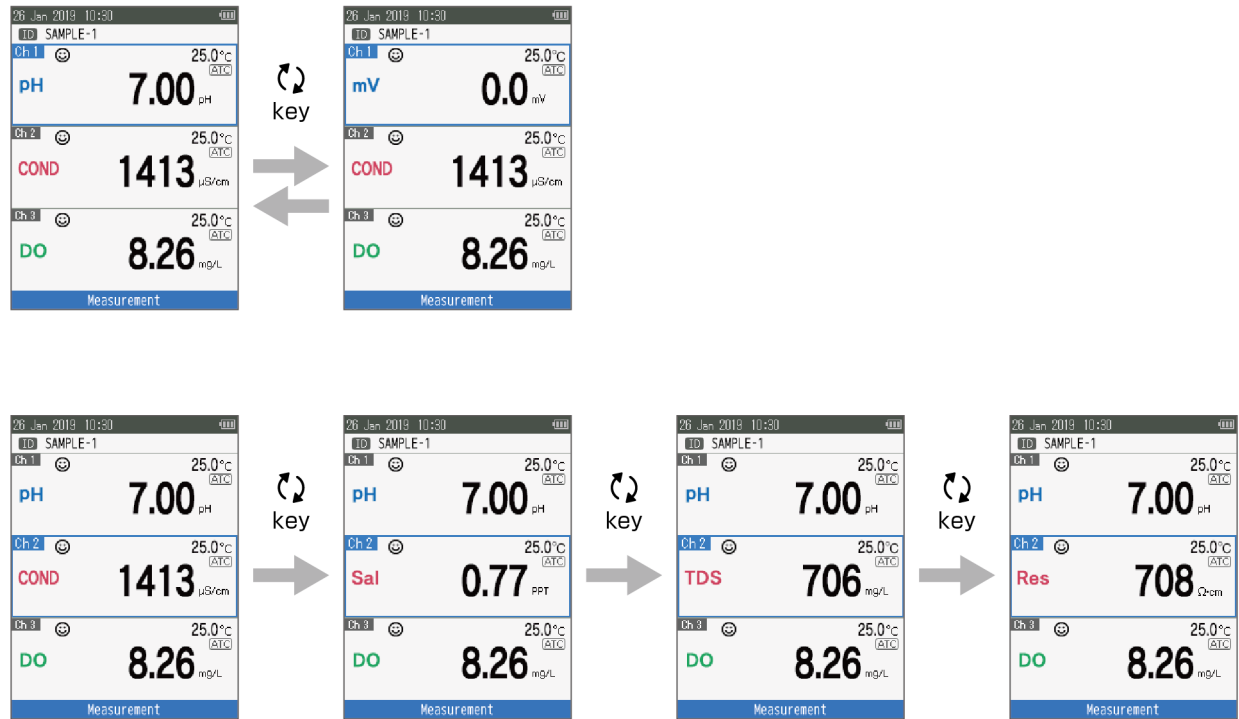 26 Jan 2019 10:30
ID SAMPLE-1
Ch 1 25.0°C
ATC
pH 7.00 pH
Ch 2 25.0°C
ATC
COND 1413 µS/cm
Ch 3 25.0°C
ATC
DO 8.26 mg/L
Measurement
key
26 Jan 2019 10:30
ID SAMPLE-1
Ch 1 25.0°C
ATC
mV 0.0 mV
Ch 2 25.0°C
ATC
COND 1413 µS/cm
Ch 3 25.0°C
ATC
DO 8.26 mg/L
Measurement
26 Jan 2019 10:30
ID SAMPLE-1
Ch 1 25.0°C
ATC
pH 7.00 pH
Ch 2 25.0°C
ATC
COND 1413 µS/cm
Ch 3 25.0°C
ATC
DO 8.26 mg/L
Measurement
key
26 Jan 2019 10:30
ID SAMPLE-1
Ch 1 25.0°C
ATC
pH 7.00 pH
Ch 2 25.0°C
ATC
Sal 0.77 PPT
Ch 3 25.0°C
ATC
DO 8.26 mg/L
Measurement
key
26 Jan 2019 10:30
ID SAMPLE-1
Ch 1 25.0°C
ATC
pH 7.00 pH
Ch 2 25.0°C
ATC
TDS 706 mg/L
Ch 3 25.0°C
ATC
DO 8.26 mg/L
Measurement
key
26 Jan 2019 10:30
ID SAMPLE-1
Ch 1 25.0°C
ATC
pH 7.00 pH
Ch 2 25.0°C
ATC
Res 708 Ω•cm
Ch 3 25.0°C
ATC
DO 8.26 mg/L
Measurement